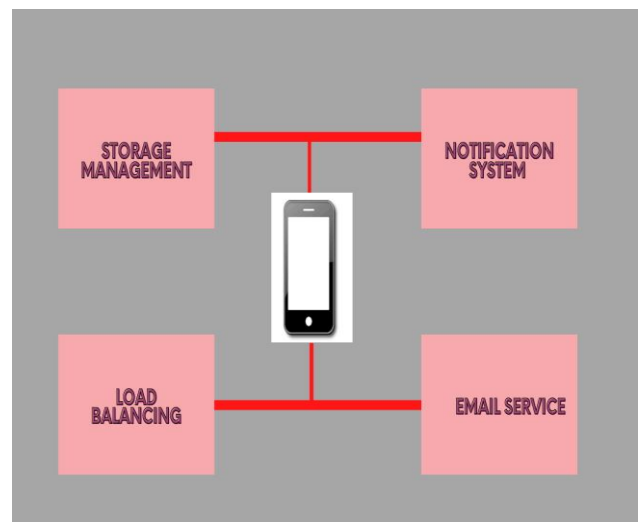 STORAGE
MANAGEMENT
NOTIFICATION
SYSTEM
LOAD
BALANCING
EMAIL SERVICE